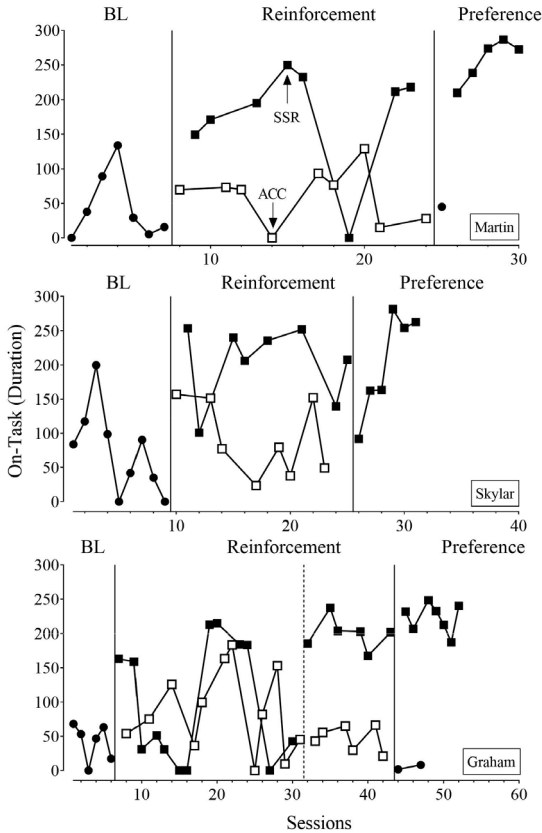 BL Reinforcement Preference
300
250
200
150
100
50
0
SSR
ACC
Martin
10 20 30
BL Reinforcement Preference
300
250
200
150
100
50
0
Skylar
10 20 30 40
On-Task (Duration)
BL Reinforcement Preference
300
250
200
150
100
50
0
Graham
10 20 30 40 50 60
Sessions